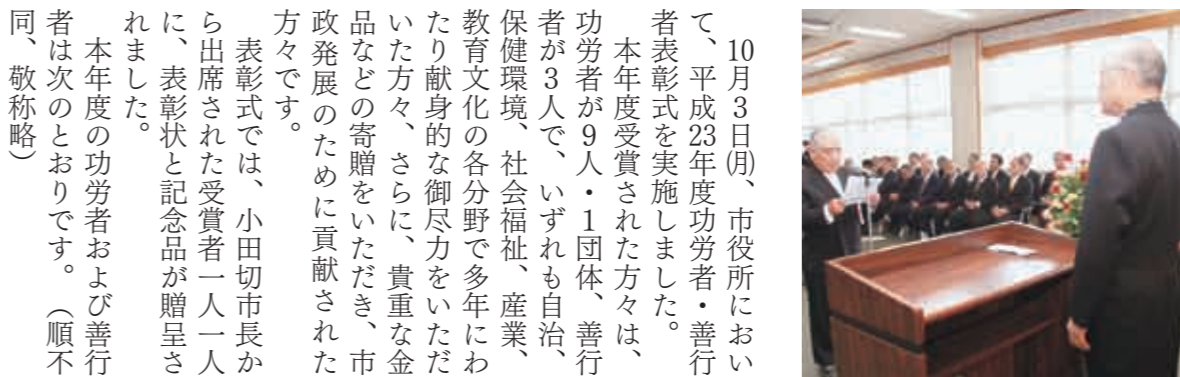 10月3日㈪、市役所におい
て、平成23年度功労者・善行
者表彰式を実施しました。
本年度受賞された方々は、
功労者が9人・1団体、善行
者が3人で、いずれも自治、
保健環境、社会福祉、産業、
教育文化の各分野で多年にわ
たり献身的な御尽力をいただ
いた方々、さらに、貴重な金
品などの寄贈をいただき、市
政発展のために貢献された
方々です。
表彰式では、小田切市長か
ら出席された受賞者一人一人
に、表彰状と記念品が贈呈さ
れました。
本年度の功労者および善行
者は次のとおりです。（順不
同、敬称略）